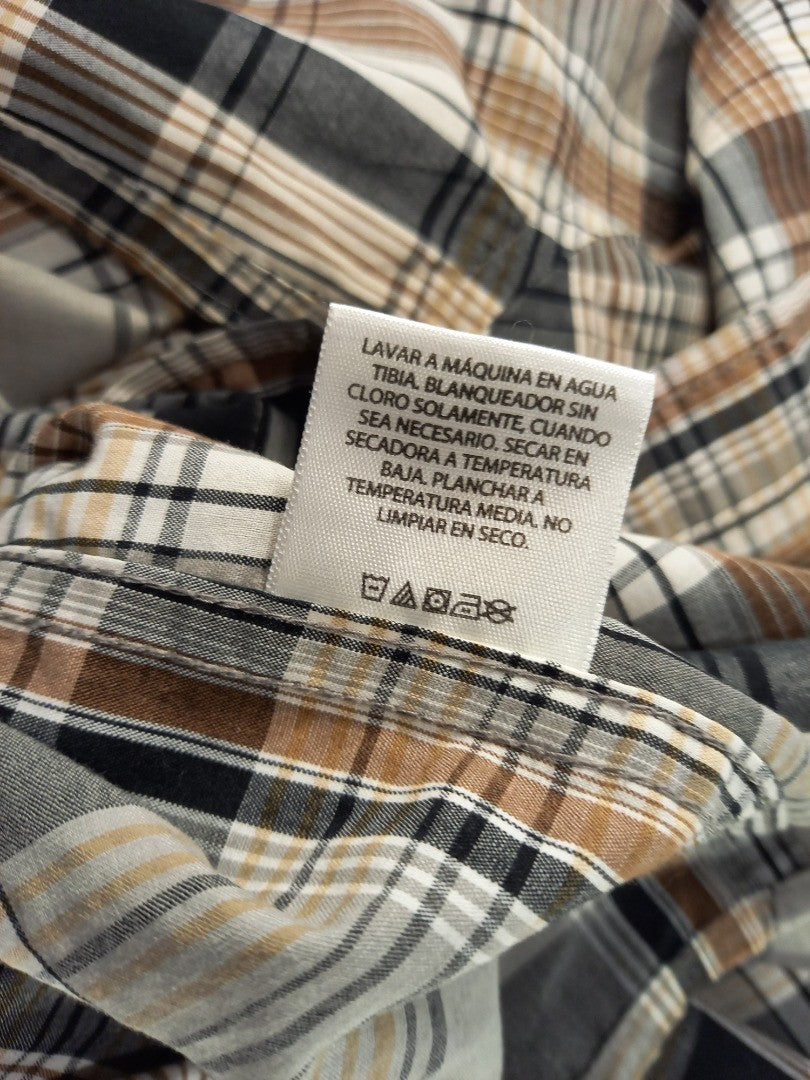 LAVAR A MÁQUINA EN AGUA
TIBIA. BLANQUEADOR SIN
CLORO SOLAMENTE, CUANDO
SEA NECESARIO. SECAR EN
SECADORA A TEMPERATURA
BAJA. PLANCHAR A
TEMPERATURA MEDIA. NO
LIMPIAR EN SECO.